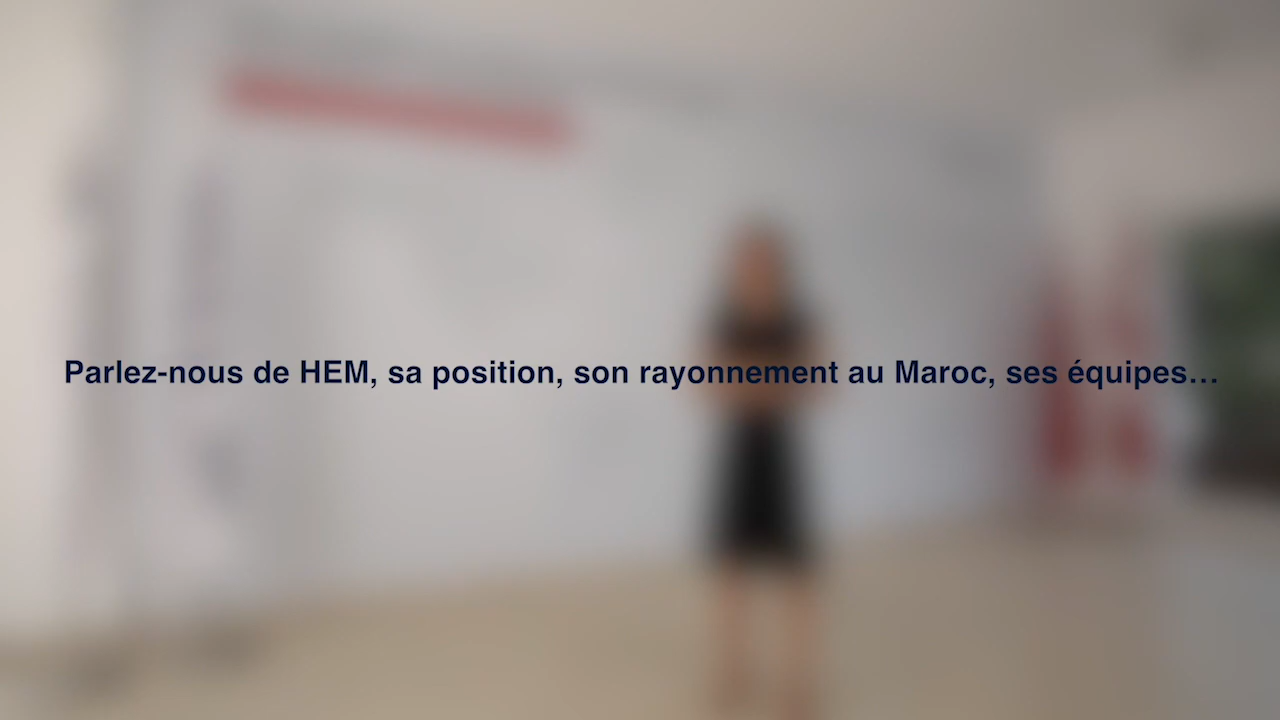 Parlez-nous de HEM, sa position, son rayonnement au Maroc, ses équipes…